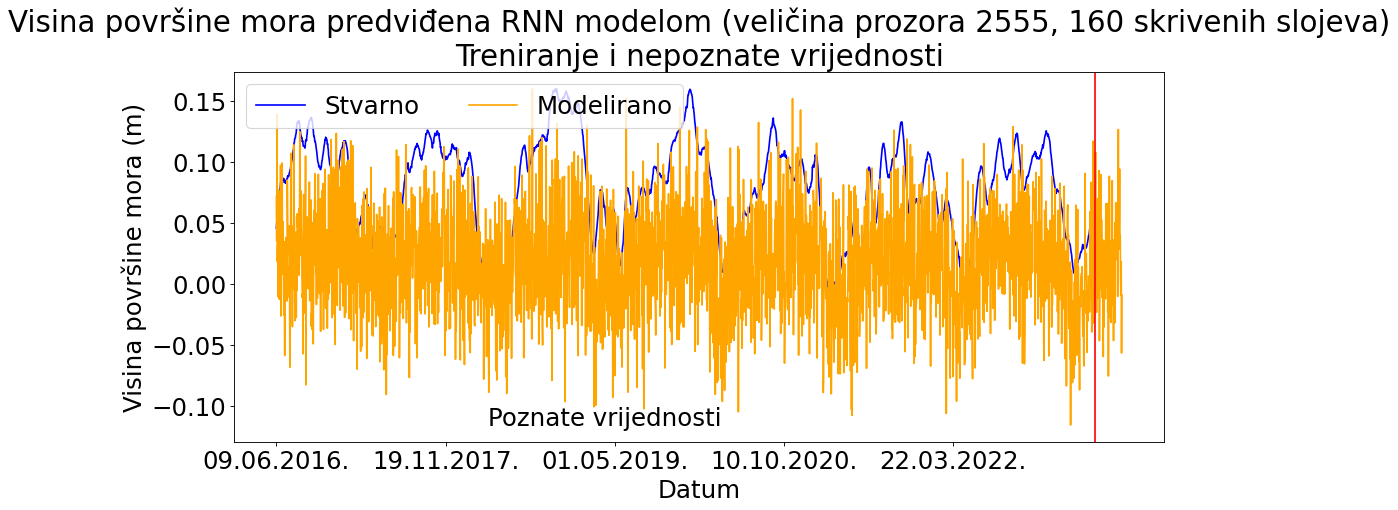 Visina površine mora predviđena RNN modelom (veličina prozora 2555, 160 skrivenih slojeva)
Treniranje i nepoznate vrijednosti
Stvarno Modelirano
Visina površine mora (m)
0.15
0.10
0.05
0.00
−0.05
−0.10
Poznate vrijednosti
09.06.2016. 19.11.2017. 01.05.2019. 10.10.2020. 22.03.2022.
Datum